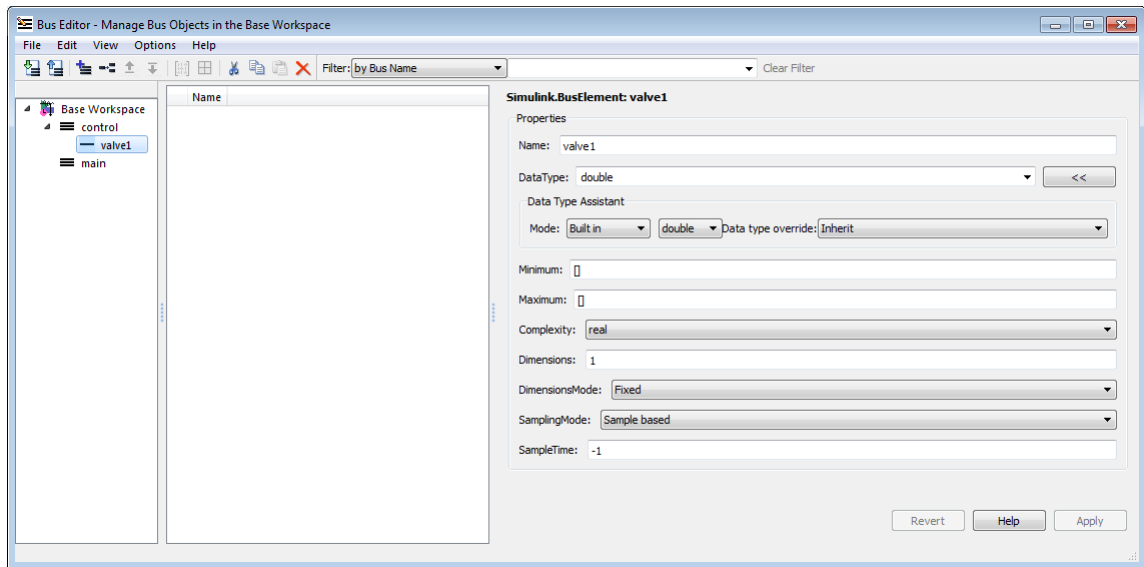 Bus Editor - Manage Bus Objects in the Base Workspace
File Edit View Options Help
Filter: by Bus Name Clear Filter
Base Workspace
control
valve1
main
Name
Simulink.BusElement: valve1
Properties
Name: valve1
DataType: double <<
Data Type Assistant
Mode: Built in double Data type override: Inherit
Minimum: []
Maximum: []
Complexity: real
Dimensions: 1
DimensionsMode: Fixed
SamplingMode: Sample based
SampleTime: -1
Revert Help Apply